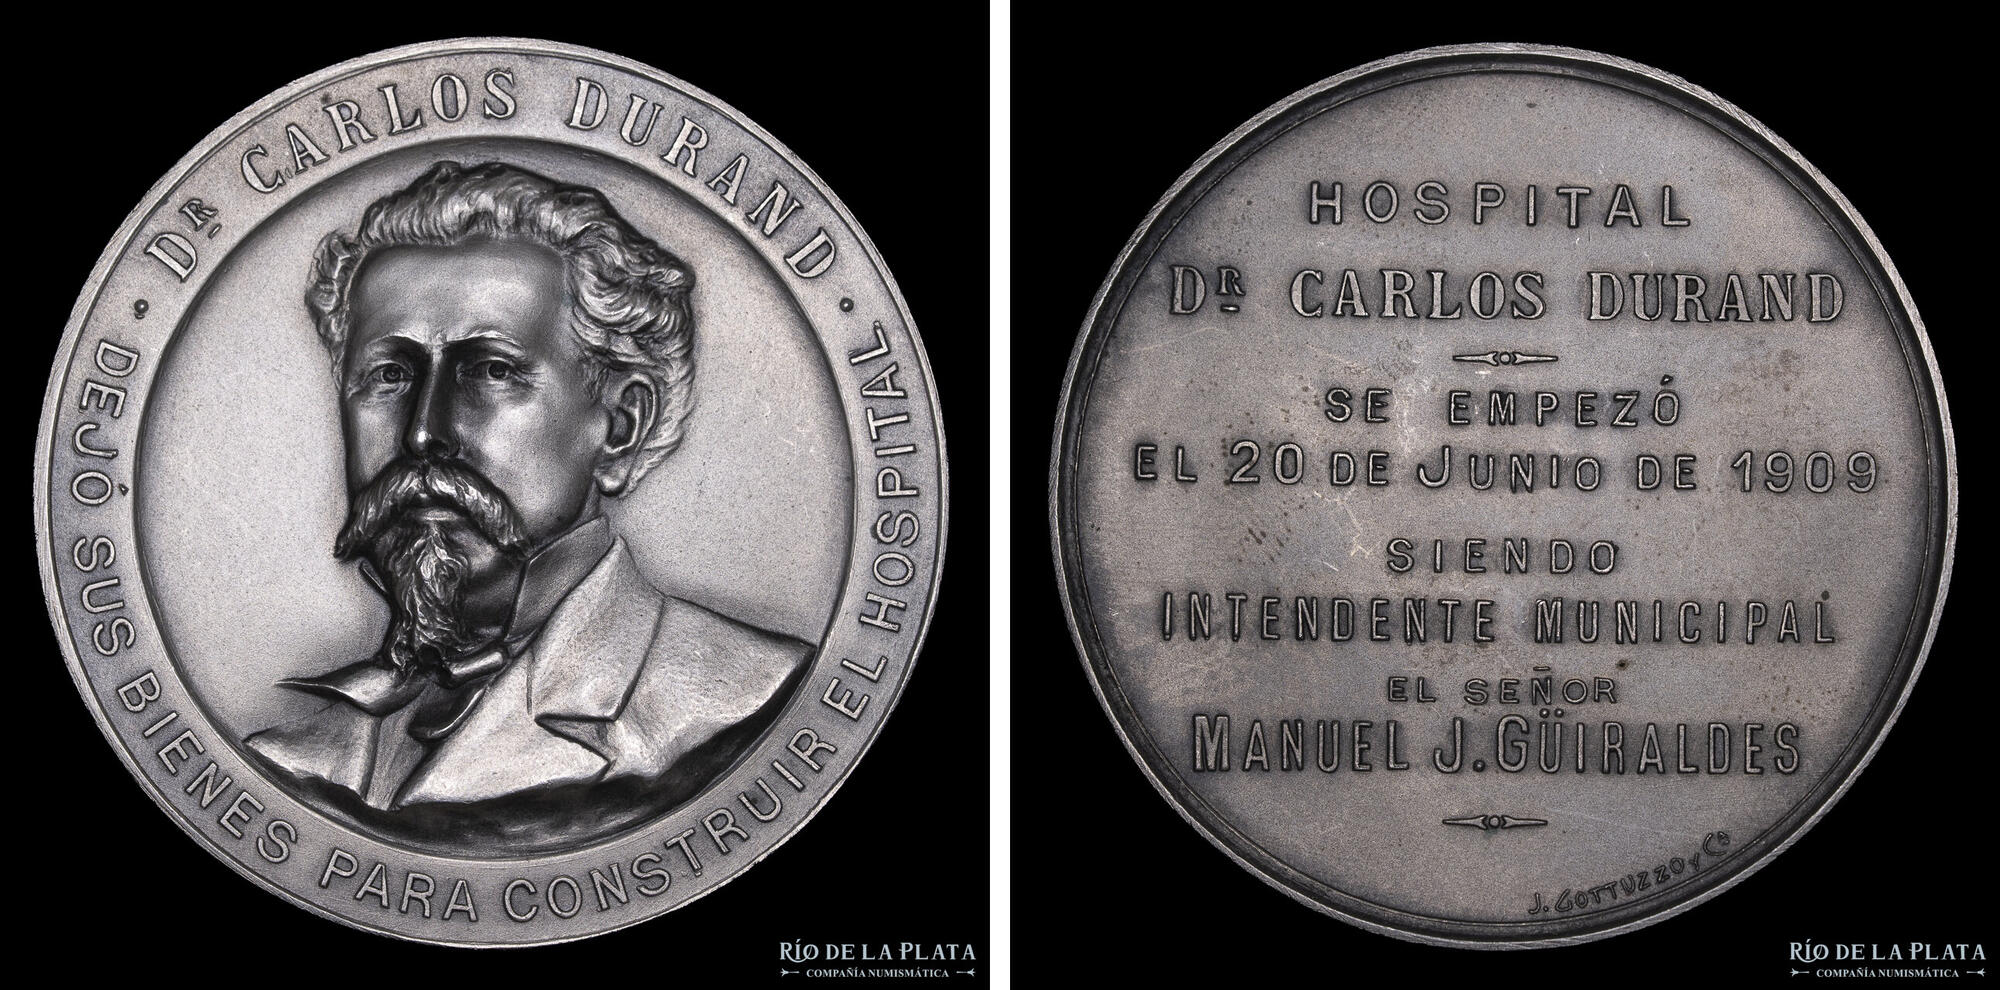 · DR CARLOS DURAND ·
DEJÓ SUS BIENES PARA CONSTRUIR EL HOSPITAL
RÍO DE LA PLATA
COMPAÑÍA NUMISMÁTICA
HOSPITAL
DR CARLOS DURAND
SE EMPEZÓ
EL 20 DE JUNIO DE 1909
SIENDO
INTENDENTE MUNICIPAL
EL SEÑOR
MANUEL J. GÜIRALDES
J. GOTTUZZO Y Cª
RÍO DE LA PLATA
COMPAÑÍA NUMISMÁTICA